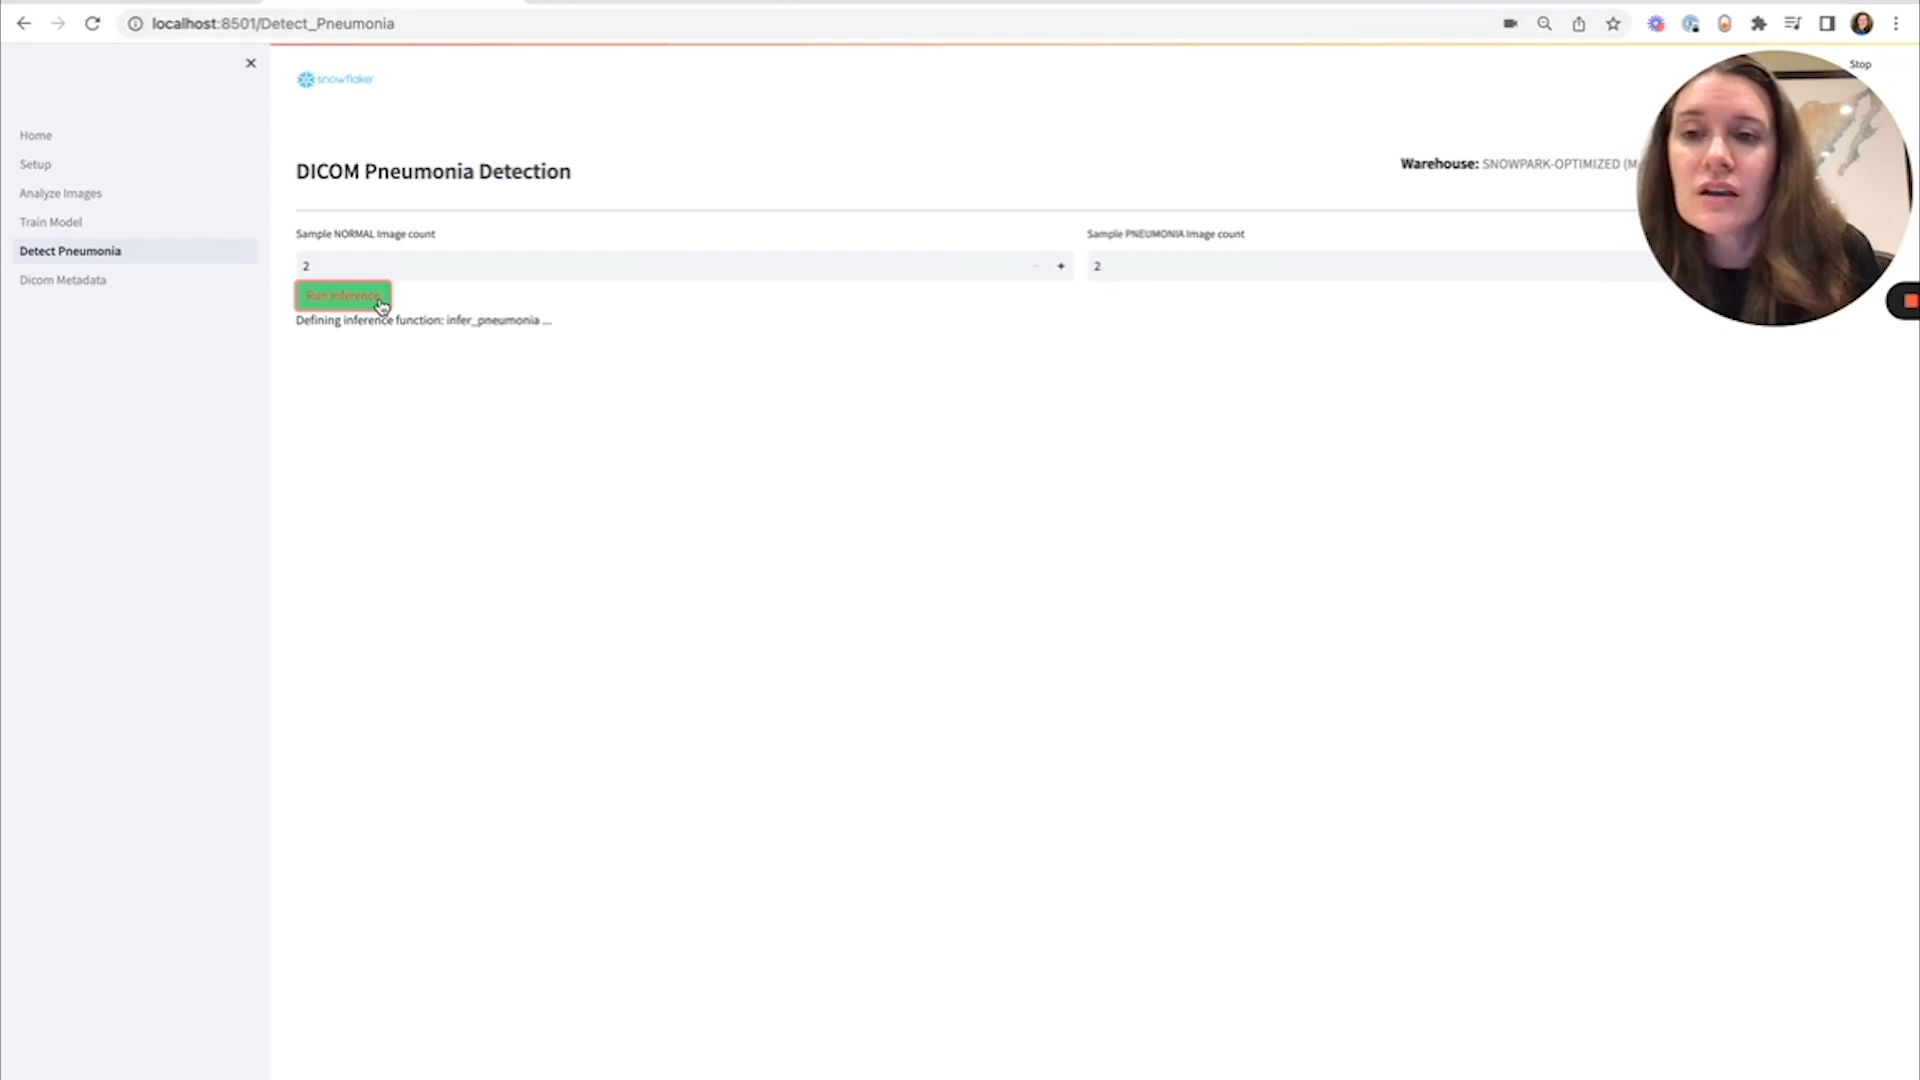 localhost:8501/Detect_Pneumonia
Stop
snowflake
Home
Setup
Analyze Images
Train Model
Detect Pneumonia
Dicom Metadata
DICOM Pneumonia Detection
Warehouse: SNOWPARK-OPTIMIZED (M
Sample NORMAL Image count
Sample PNEUMONIA Image count
2
2
Run inference
Defining inference function: infer_pneumonia ...